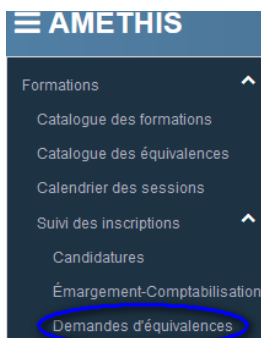 AMETHIS
Formations
Catalogue des formations
Catalogue des équivalences
Calendrier des sessions
Suivi des inscriptions
Candidatures
Émargement-Comptabilisation
Demandes d'équivalences